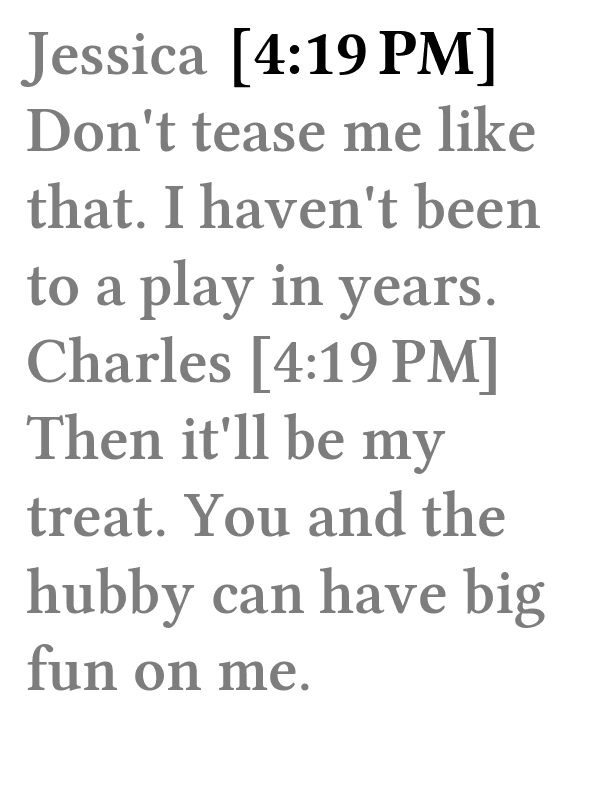 Jessica [4:19 PM]
Don't tease me like
that. I haven't been
to a play in years.
Charles [4:19 PM]
Then it'll be my
treat. You and the
hubby can have big
fun on me.